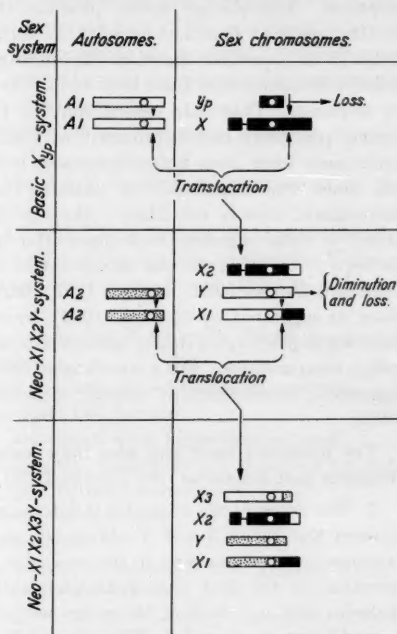 Sex system
Autosomes.
Sex chromosomes.
Basic Xyp-system.
A1
A1
yp
X
Loss.
Translocation
Neo-X1X2Y-system.
A2
A2
X2
Y
X1
Diminution and loss.
Translocation
Neo-X1X2X3Y-system.
X3
X2
Y
X1